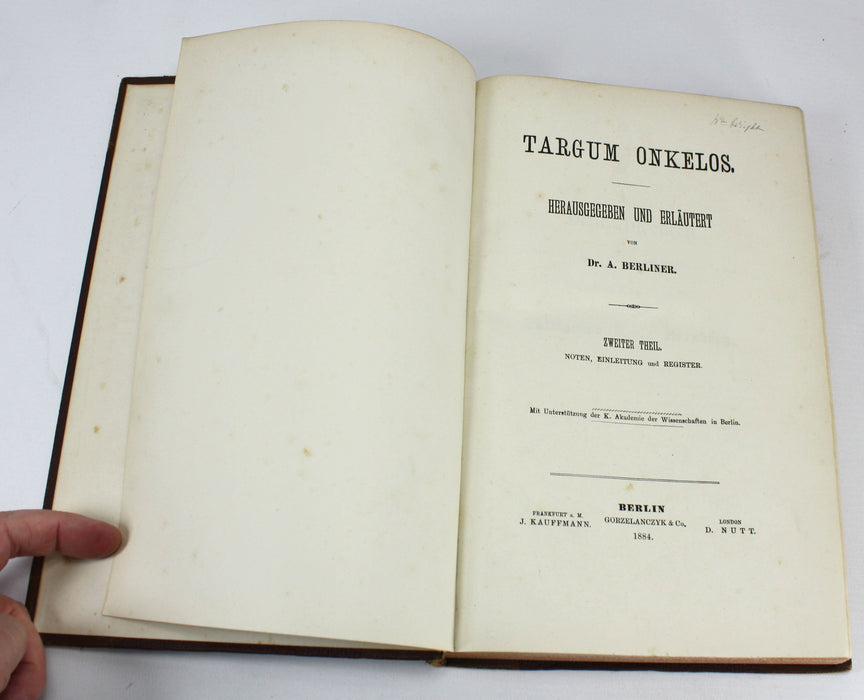 TARGUM ONKELOS.
HERAUSGEGEBEN UND ERLÄUTERT
VON
Dr. A. BERLINER.
ZWEITER THEIL.
NOTEN, EINLEITUNG und REGISTER.
Mit Unterstützung der K. Akademie der Wissenschaften in Berlin.
BERLIN
FRANKFURT a. M.
J. KAUFFMANN.
GORZELANCZYK & Co.
LONDON
D. NUTT.
1884.